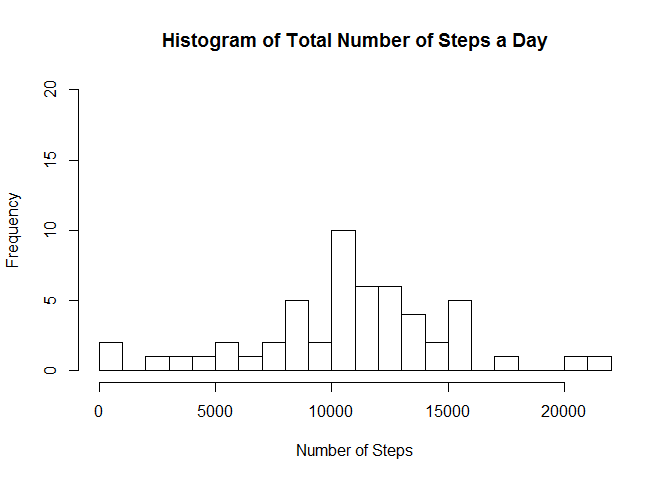 Histogram of Total Number of Steps a Day
Frequency
20
15
10
5
0
0 5000 10000 15000 20000
Number of Steps